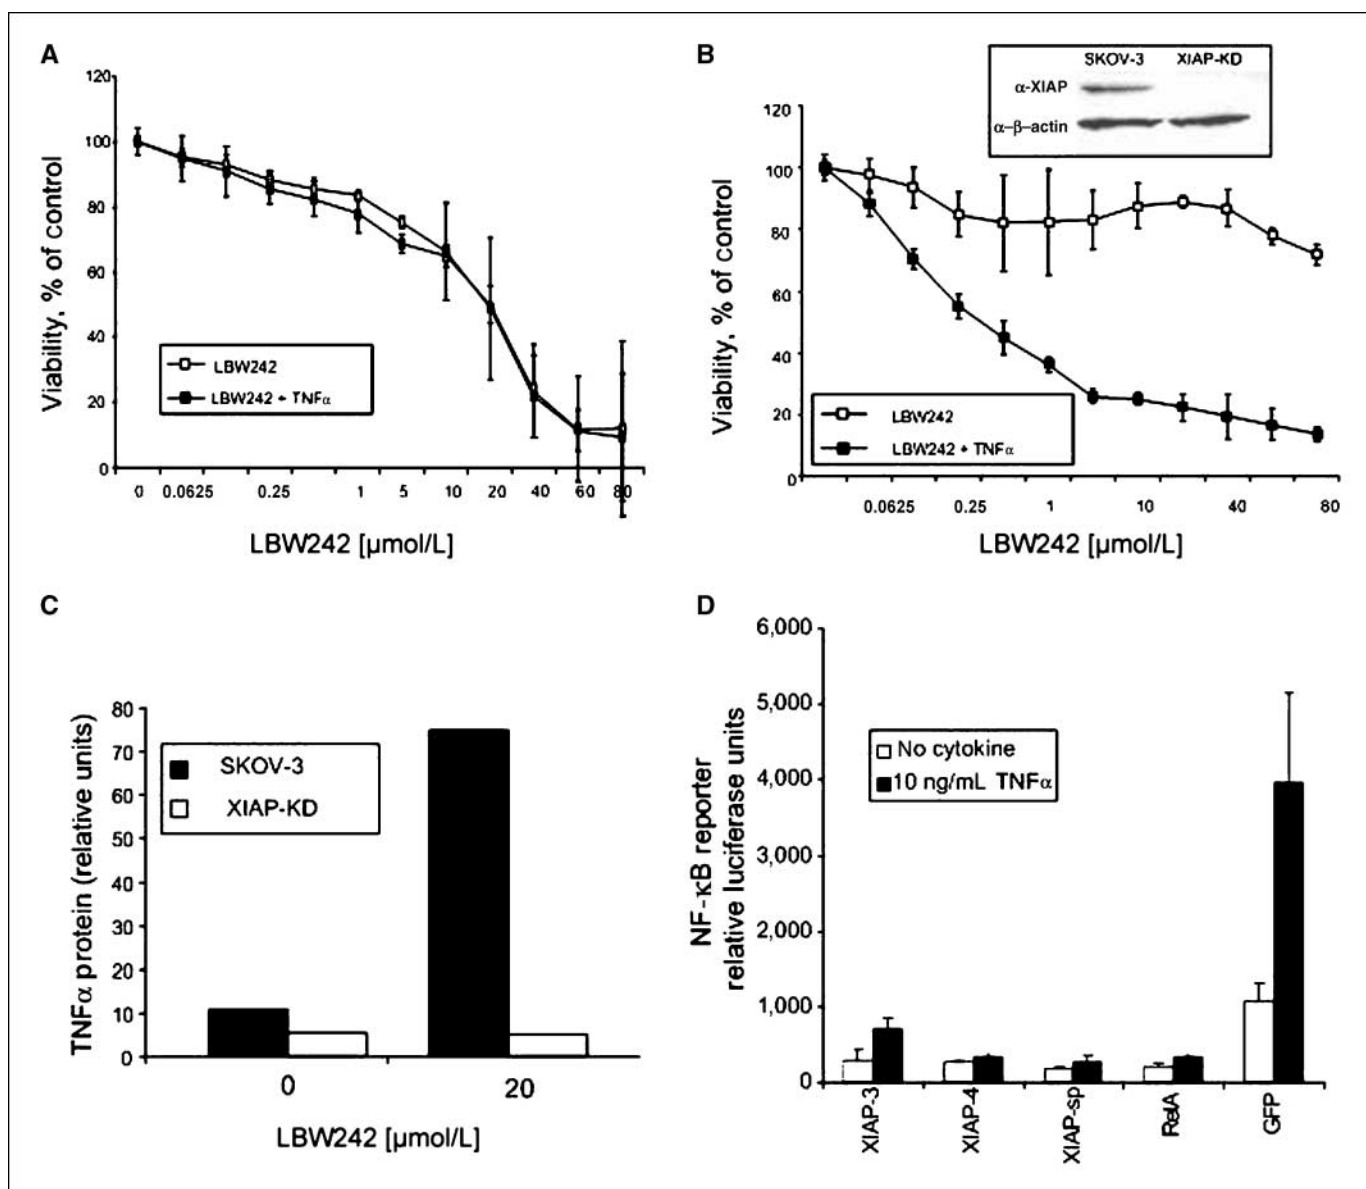 A
120
100
80
60
40
20
0
Viability, % of control
LBW242
LBW242 + TNFα
0 0.0625 0.25 1 5 10 20 40 60 80
LBW242 [µmol/L]
B
SKOV-3 XIAP-KD
α-XIAP
α-β-actin
120
100
80
60
40
20
0
Viability, % of control
LBW242
LBW242 + TNFα
0.0625 0.25 1 10 40 80
LBW242 [µmol/L]
C
80
70
60
50
40
30
20
10
0
TNFα protein (relative units)
SKOV-3
XIAP-KD
0 20
LBW242 [µmol/L]
D
6,000
5,000
4,000
3,000
2,000
1,000
0
NF-κB reporter
relative luciferase units
No cytokine
10 ng/mL TNFα
XIAP-3
XIAP-4
XIAP-sp
RelA
GFP